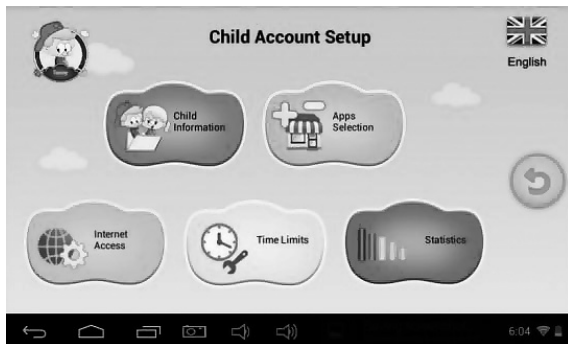 Child Account Setup
English
Child
Information
Apps
Selection
Internet
Access
Time Limits
Statistics
6:04